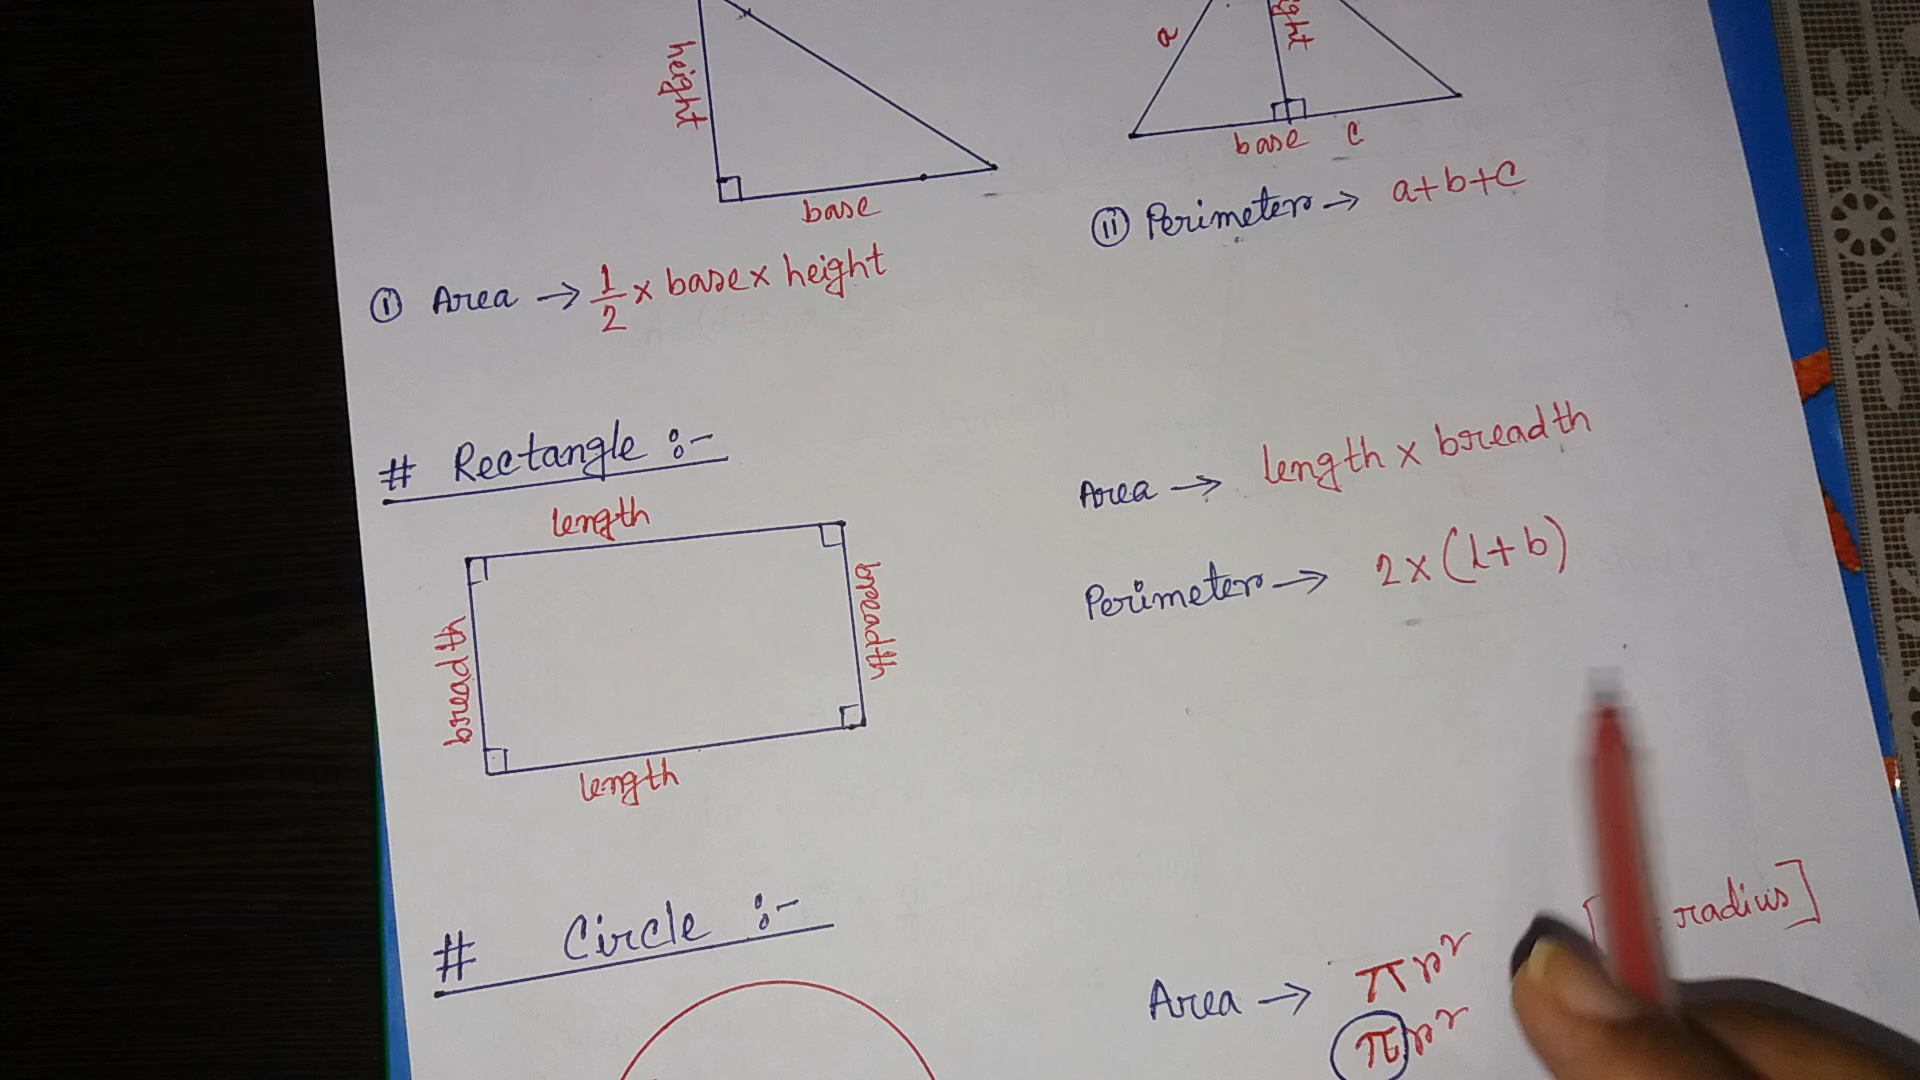 height
a
base
base c
ii Perimeter → a+b+c
i Area → 1/2 × base × height
# Rectangle :-
length
breadth
breadth
length
Area → length × breadth
Perimeter → 2×(l+b)
# Circle :-
radius]
Area → πr²
πr²